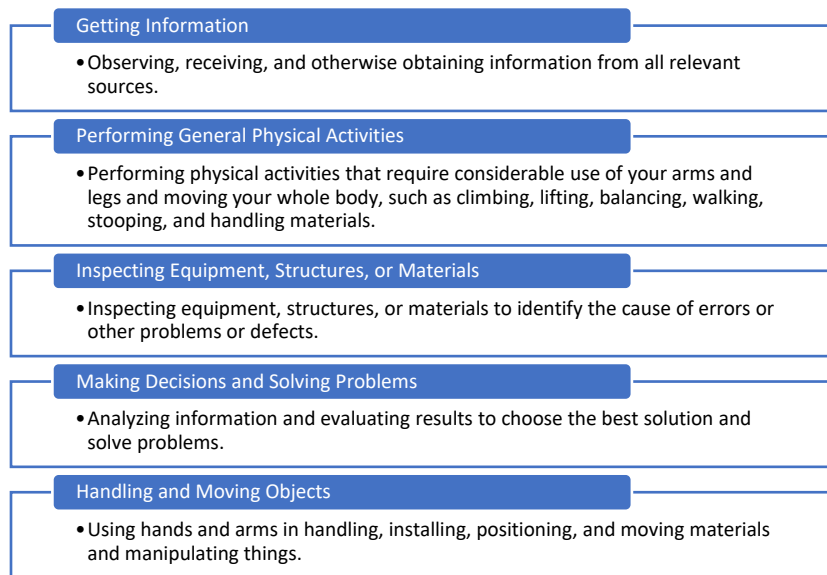 Getting Information
•Observing, receiving, and otherwise obtaining information from all relevant
sources.
Performing General Physical Activities
•Performing physical activities that require considerable use of your arms and
legs and moving your whole body, such as climbing, lifting, balancing, walking,
stooping, and handling materials.
Inspecting Equipment, Structures, or Materials
•Inspecting equipment, structures, or materials to identify the cause of errors or
other problems or defects.
Making Decisions and Solving Problems
•Analyzing information and evaluating results to choose the best solution and
solve problems.
Handling and Moving Objects
•Using hands and arms in handling, installing, positioning, and moving materials
and manipulating things.